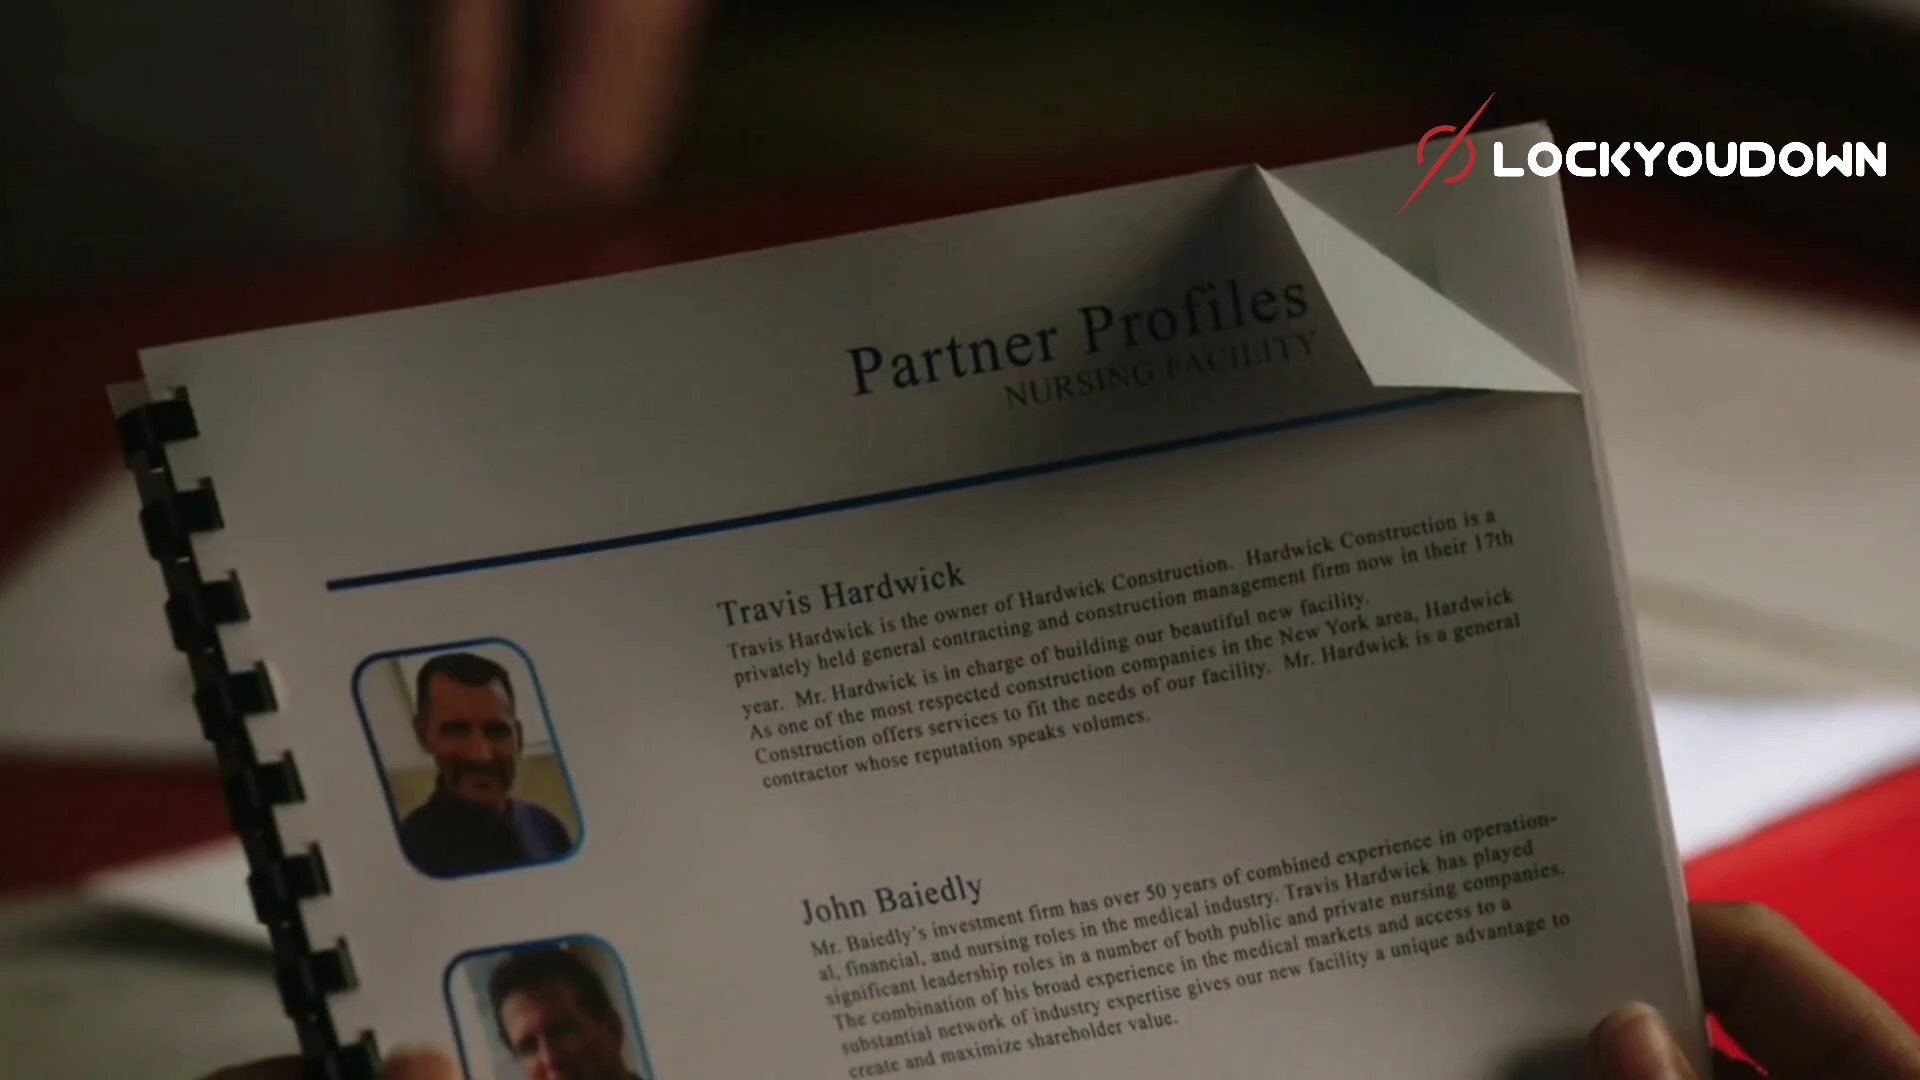 LOCKYOUDOWN
Partner Profiles
NURSING FACILITY
Travis Hardwick
Travis Hardwick is the owner of Hardwick Construction. Hardwick Construction is a
privately held general contracting and construction management firm now in their 17th
year. Mr. Hardwick is in charge of building our beautiful new facility.
As one of the most respected construction companies in the New York area, Hardwick
Construction offers services to fit the needs of our facility. Mr. Hardwick is a general
contractor whose reputation speaks volumes.
John Baiedly
Mr. Baiedly's investment firm has over 50 years of combined experience in operation-
al, financial, and nursing roles in the medical industry. Travis Hardwick has played
significant leadership roles in a number of both public and private nursing companies.
The combination of his broad experience in the medical markets and access to a
substantial network of industry expertise gives our new facility a unique advantage to
create and maximize shareholder value.